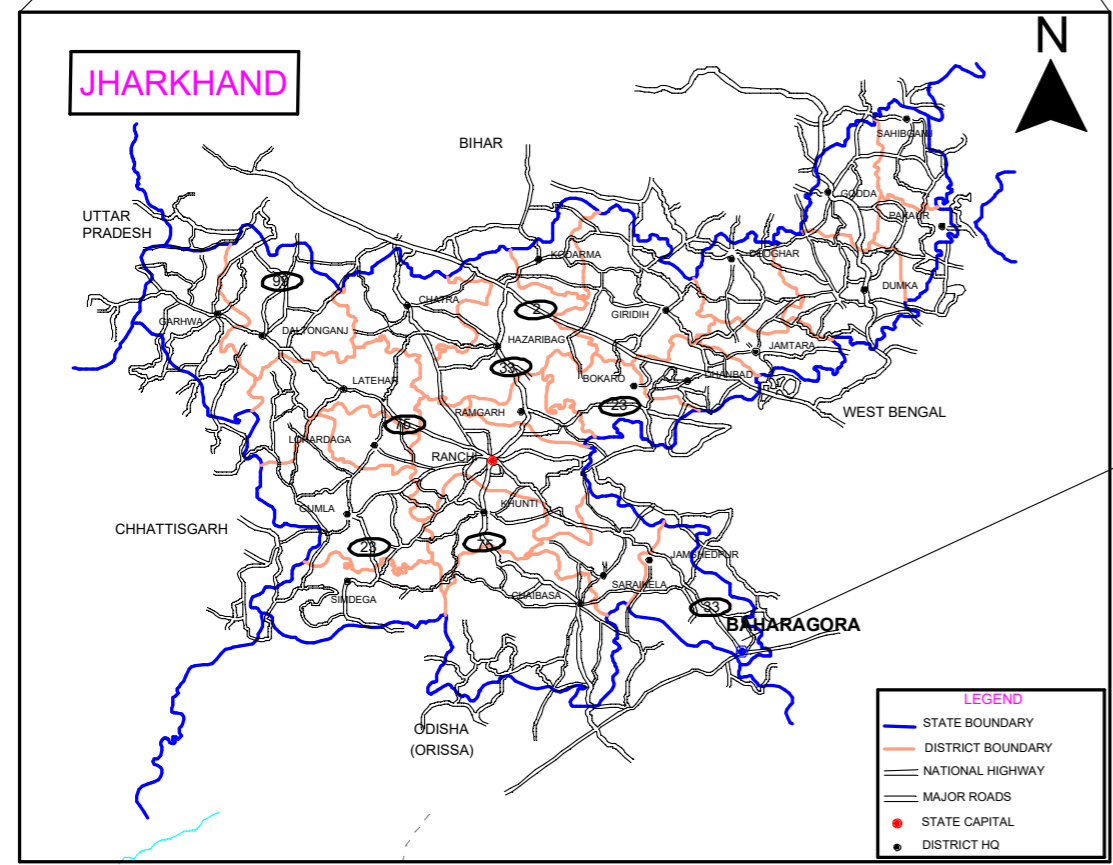 N
JHARKHAND
BIHAR
SAHIBGANJ
GODDA
UTTAR
PRADESH
PAKAUR
KODARMA
DEOGHAR
98
DUMKA
CHATRA
2
GIRIDIH
GARHWA
DALTONGANJ
HAZARIBAG
JAMTARA
33
BOKARO
DHANBAD
LATEHAR
23
RAMGARH
WEST BENGAL
75
LOHARDAGA
RANCHI
KHUNTI
GUMLA
CHHATTISGARH
23
75
JAMSHEDPUR
SARAIKELA
SIMDEGA
CHAIBASA
33
BAHARAGORA
ODISHA
(ORISSA)
LEGEND
STATE BOUNDARY
DISTRICT BOUNDARY
NATIONAL HIGHWAY
MAJOR ROADS
STATE CAPITAL
DISTRICT HQ